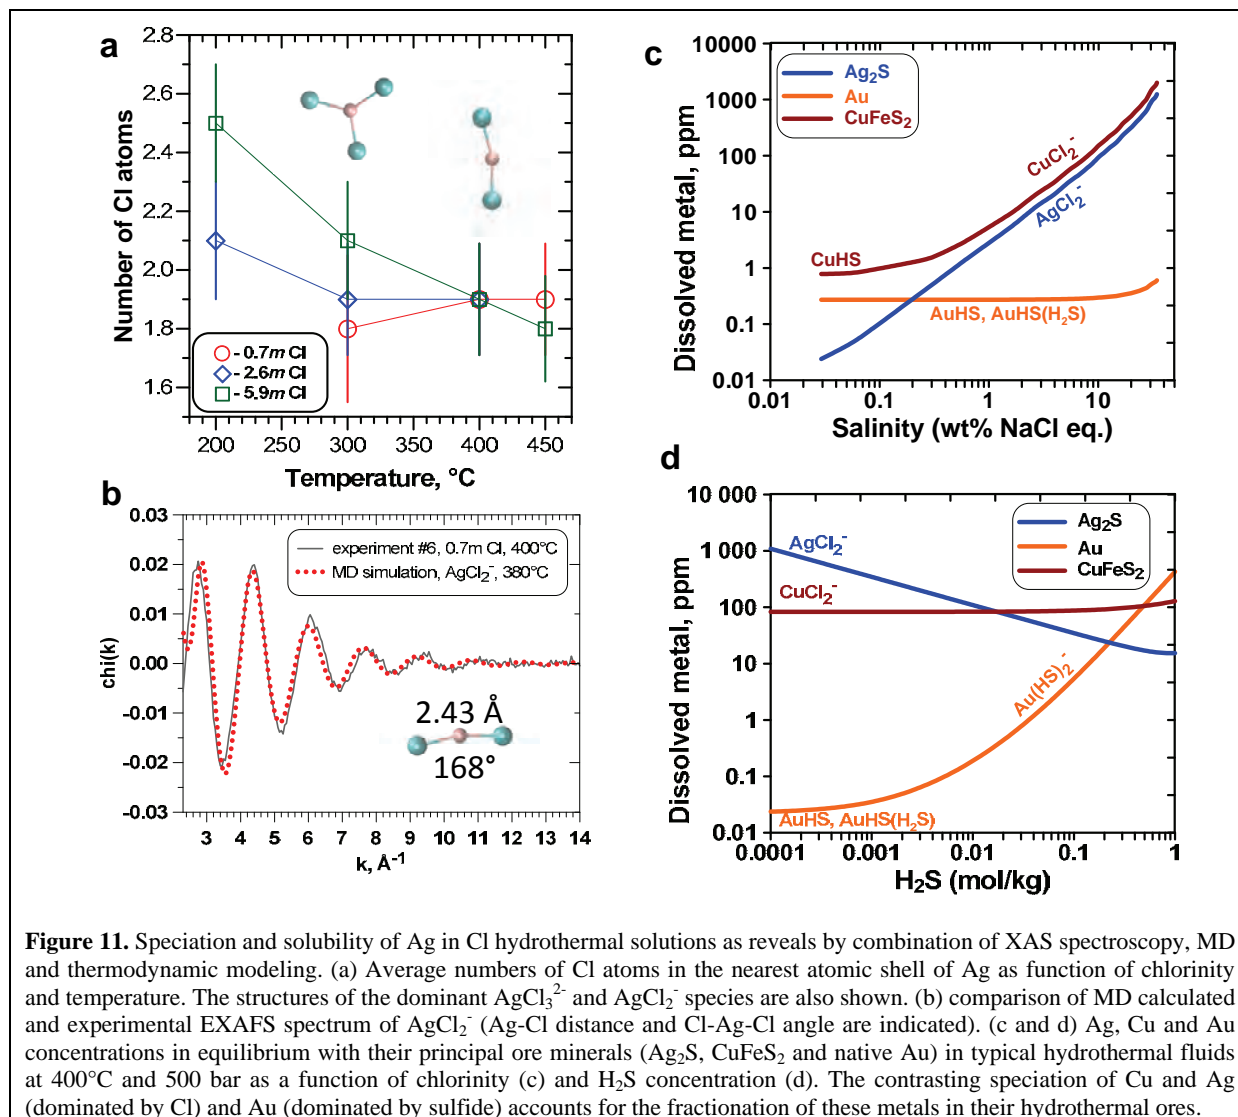 a
2.8
2.6
2.4
2.2
2.0
1.8
1.6
Number of Cl atoms
- 0.7m Cl
- 2.6m Cl
- 5.9m Cl
200 250 300 350 400 450
Temperature, °C
b
0.03
0.02
0.01
0.00
-0.01
-0.02
-0.03
chi(k)
experiment #6, 0.7m Cl, 400°C
MD simulation, AgCl₂⁻, 380°C
2.43 Å
168°
3 4 5 6 7 8 9 10 11 12 13 14
k, Å⁻¹
c
10000
1000
100
10
1
0.1
0.01
Dissolved metal, ppm
Ag₂S
Au
CuFeS₂
CuCl₂⁻
AgCl₂⁻
CuHS
AuHS, AuHS(H₂S)
0.01 0.1 1 10
Salinity (wt% NaCl eq.)
d
10 000
1 000
100
10
1
0.1
0.01
Dissolved metal, ppm
Ag₂S
Au
CuFeS₂
AgCl₂⁻
CuCl₂⁻
Au(HS)₂⁻
AuHS, AuHS(H₂S)
0.0001 0.001 0.01 0.1 1
H₂S (mol/kg)
Figure 11. Speciation and solubility of Ag in Cl hydrothermal solutions as reveals by combination of XAS spectroscopy, MD
and thermodynamic modeling. (a) Average numbers of Cl atoms in the nearest atomic shell of Ag as function of chlorinity
and temperature. The structures of the dominant AgCl₃²⁻ and AgCl₂⁻ species are also shown. (b) comparison of MD calculated
and experimental EXAFS spectrum of AgCl₂⁻ (Ag-Cl distance and Cl-Ag-Cl angle are indicated). (c and d) Ag, Cu and Au
concentrations in equilibrium with their principal ore minerals (Ag₂S, CuFeS₂ and native Au) in typical hydrothermal fluids
at 400°C and 500 bar as a function of chlorinity (c) and H₂S concentration (d). The contrasting speciation of Cu and Ag
(dominated by Cl) and Au (dominated by sulfide) accounts for the fractionation of these metals in their hydrothermal ores.